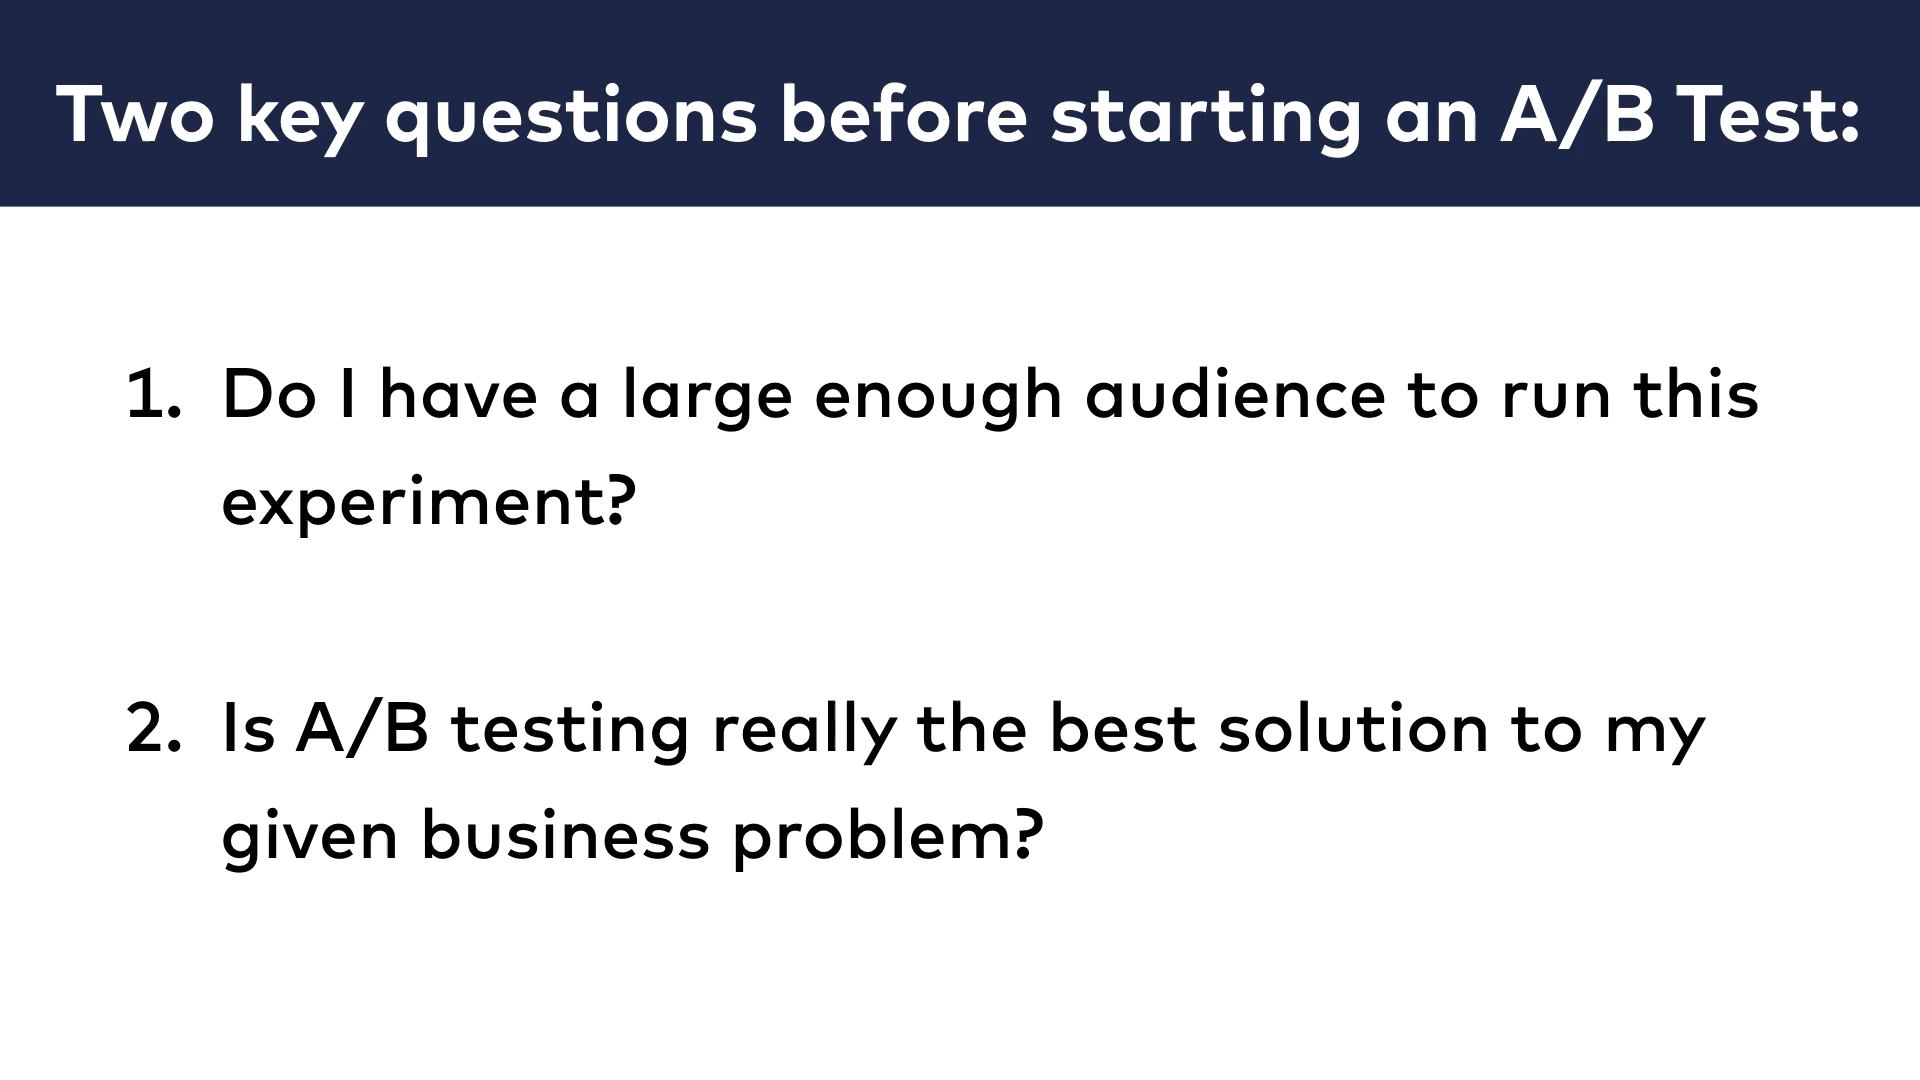 Two key questions before starting an A/B Test:
1. Do I have a large enough audience to run this
experiment?
2. Is A/B testing really the best solution to my
given business problem?